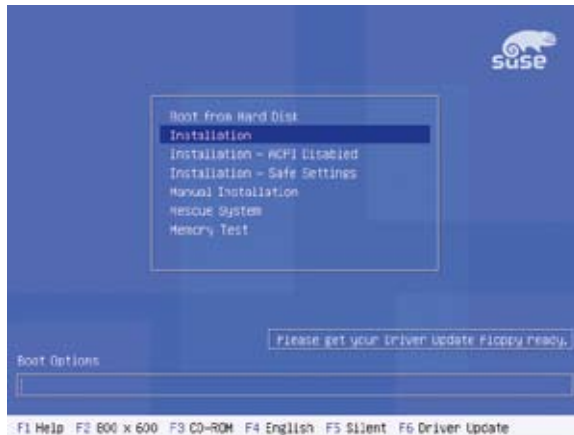 suse
Boot from Hard Disk
Installation
Installation - ACPI Disabled
Installation - Safe Settings
Manual Installation
Rescue System
Memory Test
Please get your Driver Update Floppy ready.
Boot Options
F1 Help F2 800 x 600 F3 CD-ROM F4 English F5 Silent F6 Driver Update